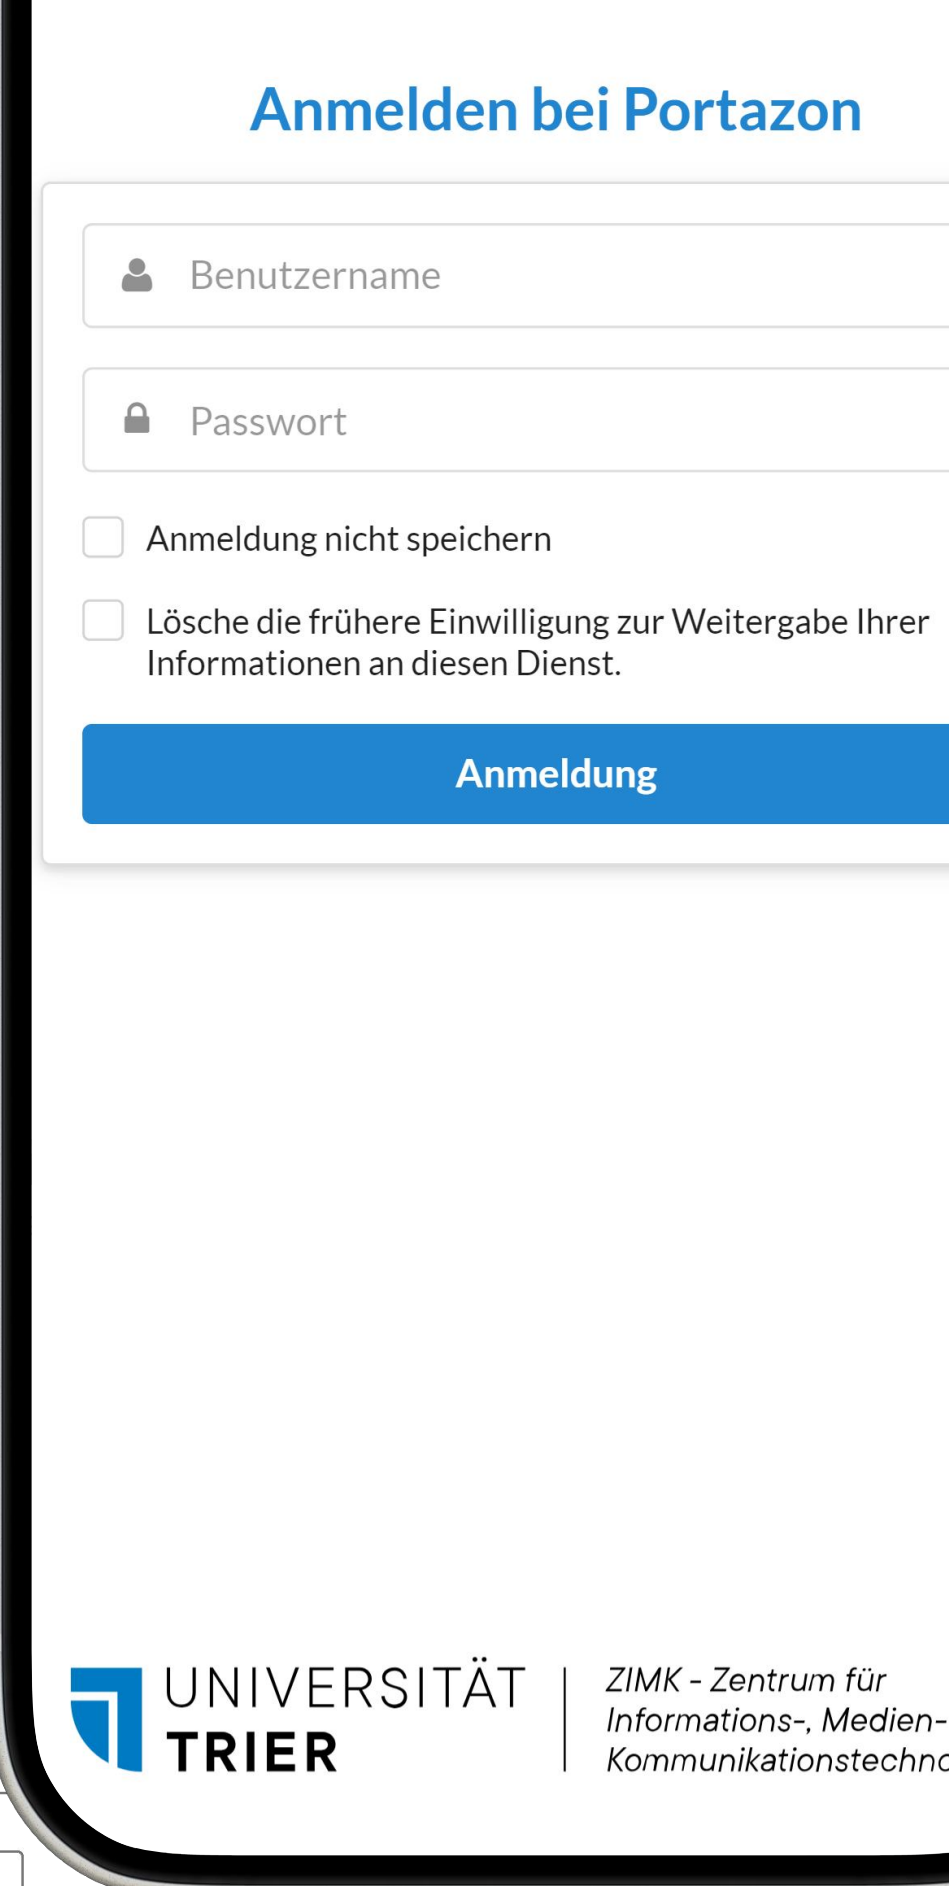 Anmelden bei Portazon
Benutzername
Passwort
Anmeldung nicht speichern
Lösche die frühere Einwilligung zur Weitergabe Ihrer
Informationen an diesen Dienst.
Anmeldung
UNIVERSITÄT
TRIER
ZIMK - Zentrum für
Informations-, Medien-